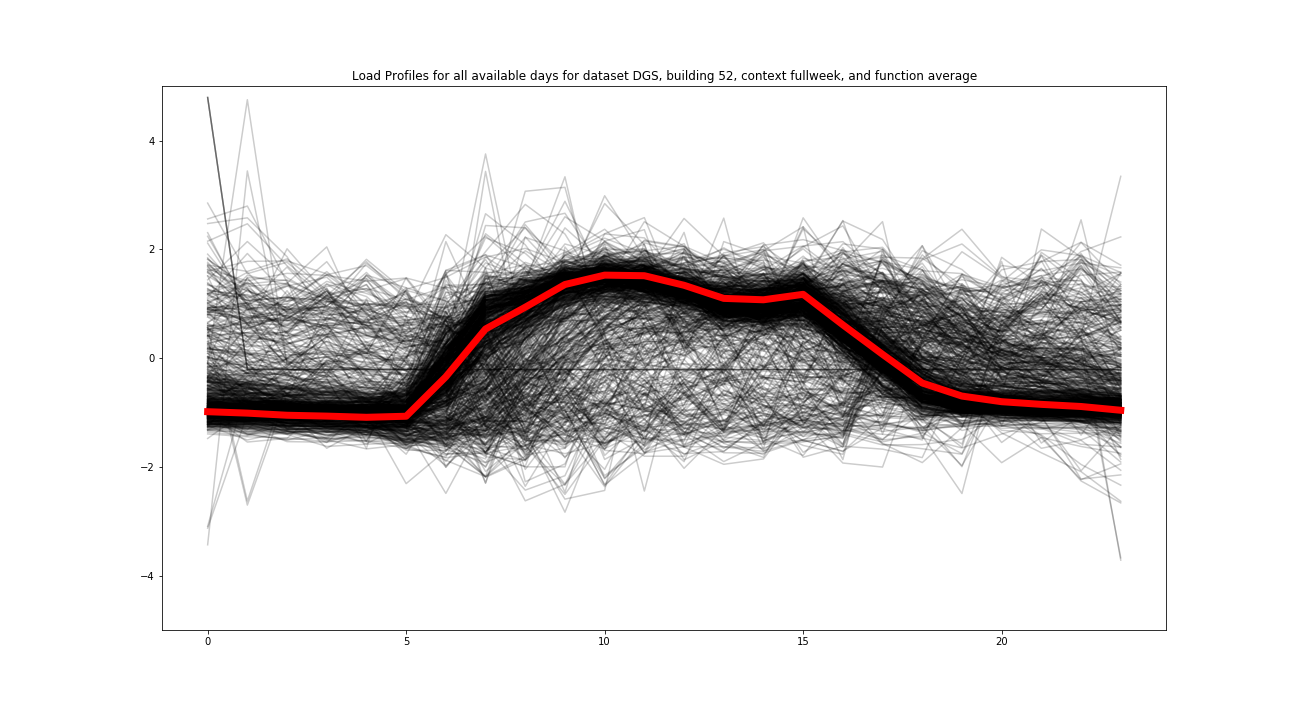 Load Profiles for all available days for dataset DGS, building 52, context fullweek, and function average
4
2
0
−2
−4
0 5 10 15 20